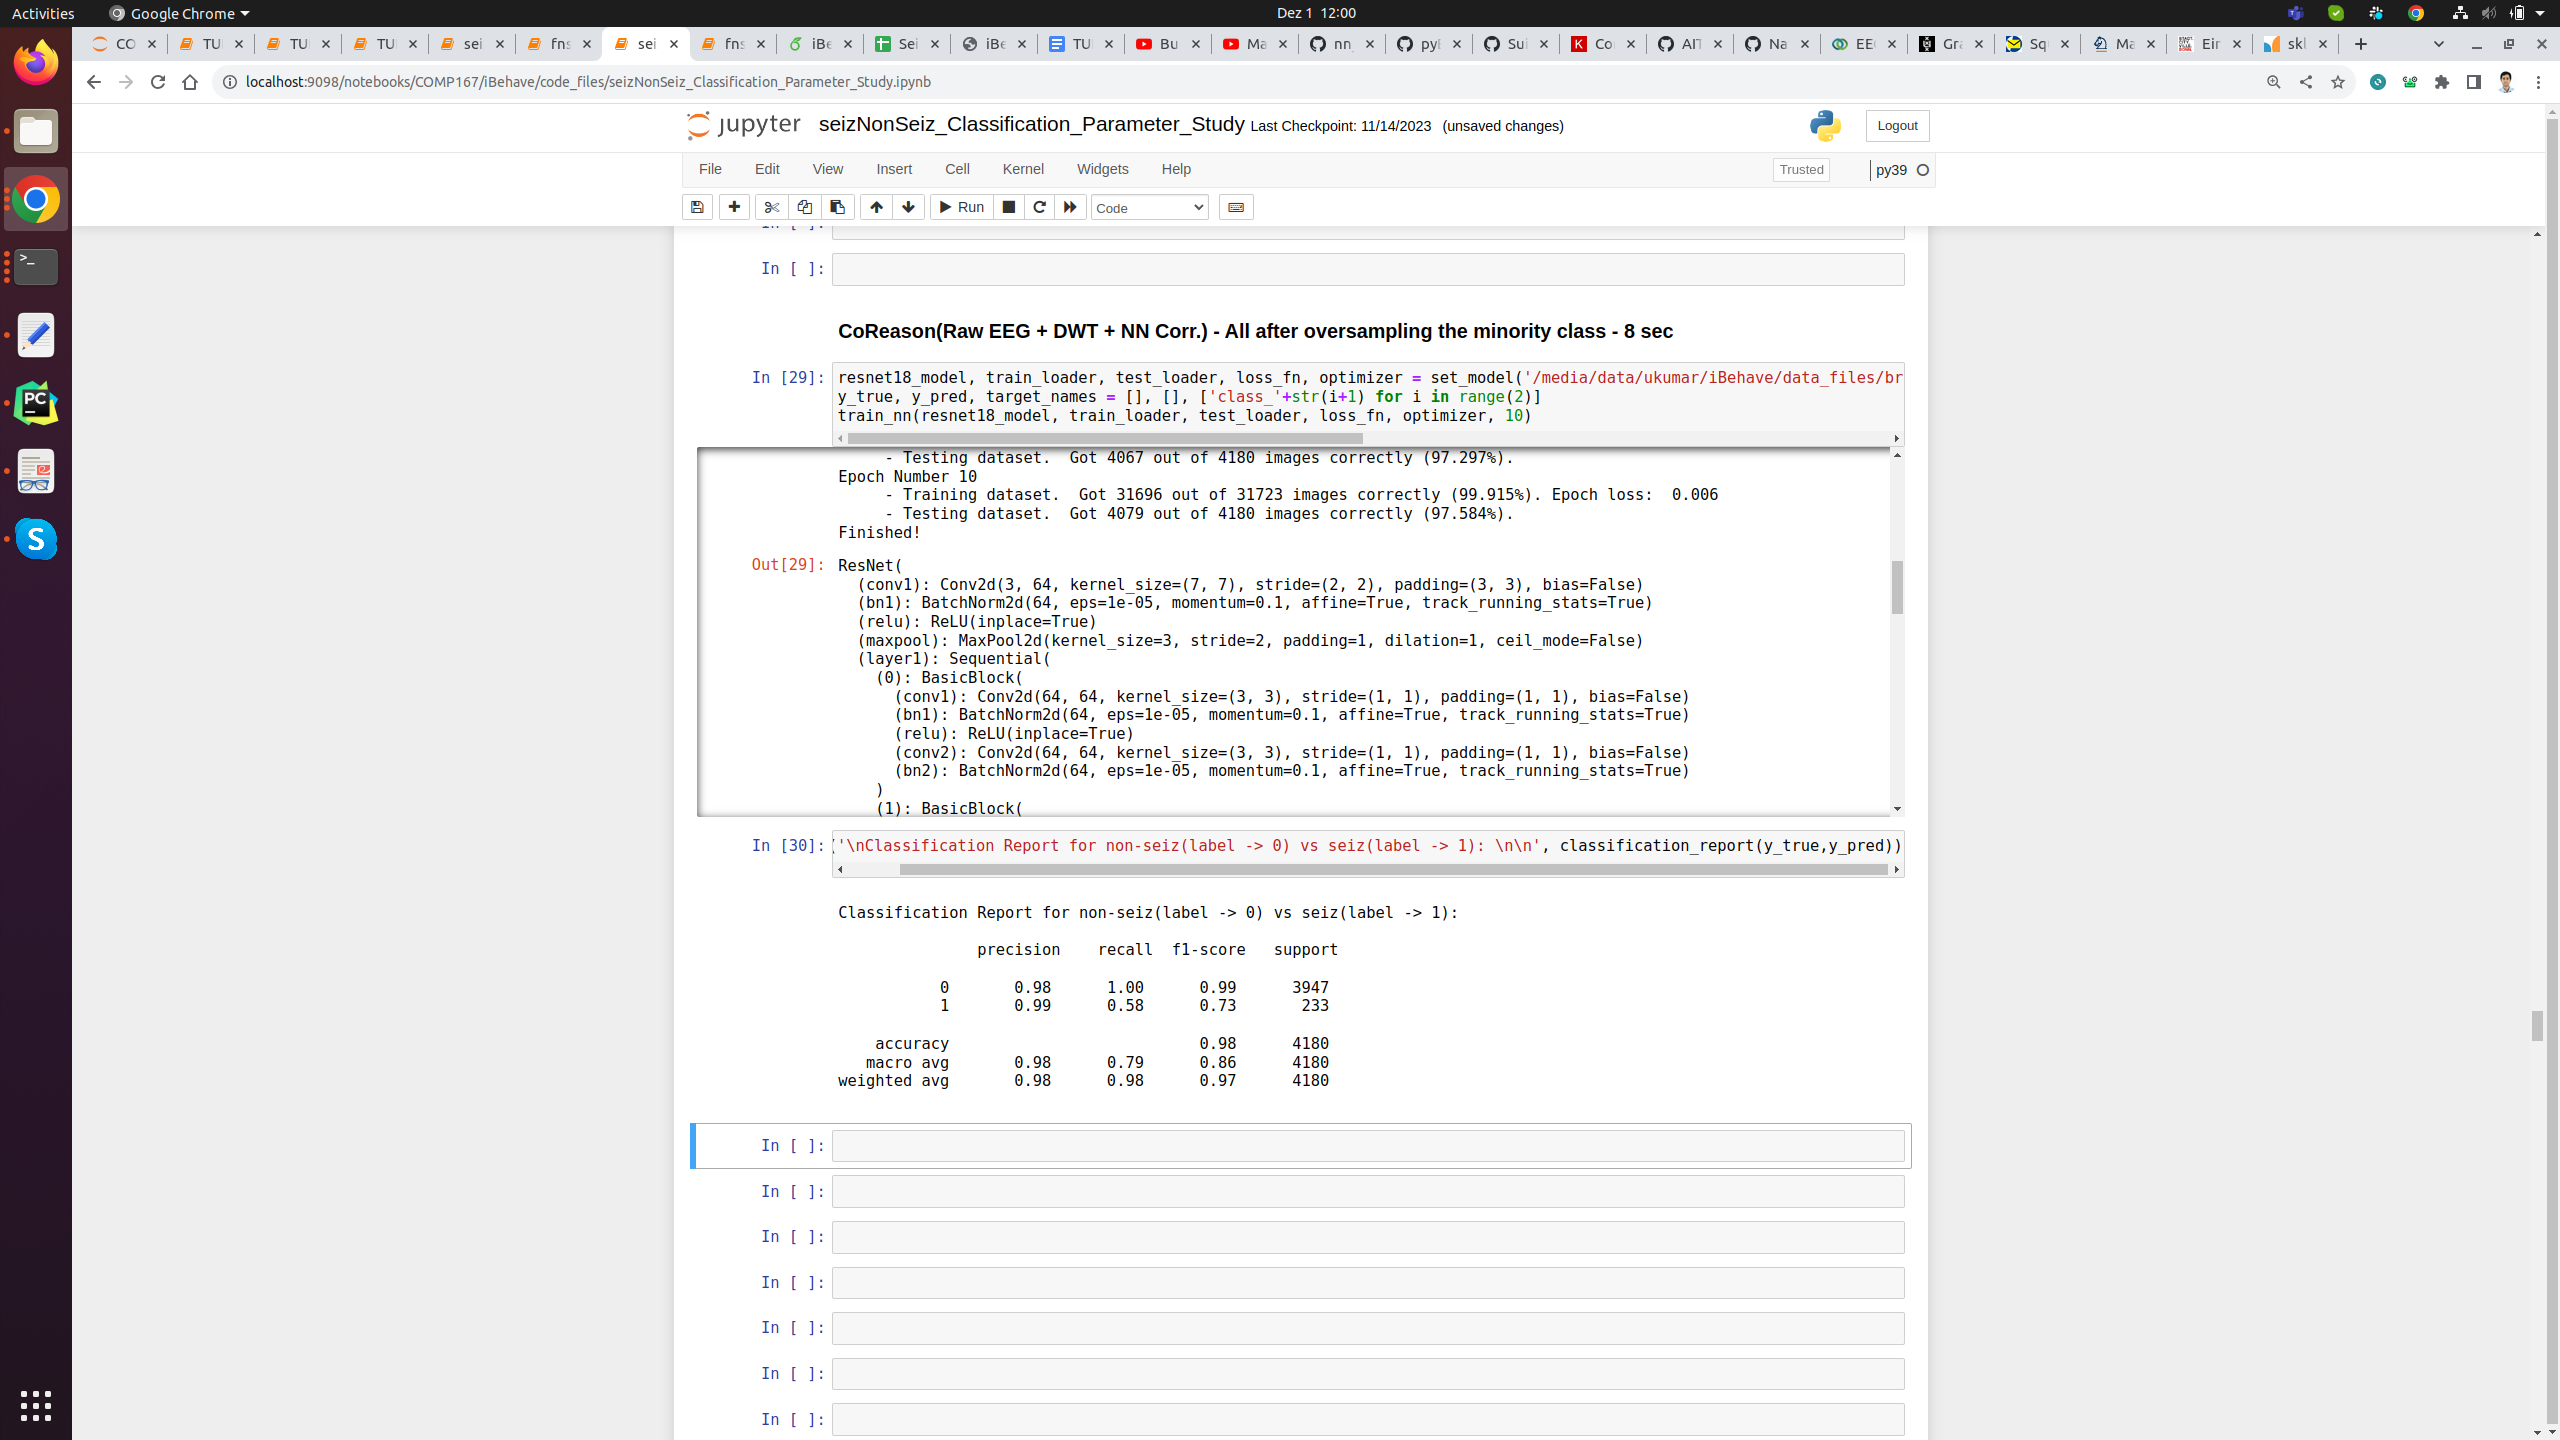 Activities Google Chrome Dez 1 12:00
CO TU TU TU sei fns sei fns iBe Sei iBe TU Bu Ma nn_ pyl Sui Co AIT Na EE Gra Sq Ma Eir skl
localhost:9098/notebooks/COMP167/iBehave/code_files/seizNonSeiz_Classification_Parameter_Study.ipynb
jupyter seizNonSeiz_Classification_Parameter_Study Last Checkpoint: 11/14/2023 (unsaved changes) Logout
File Edit View Insert Cell Kernel Widgets Help Trusted py39
Run Code
In [ ]:
In [ ]:
CoReason(Raw EEG + DWT + NN Corr.) - All after oversampling the minority class - 8 sec
In [29]: resnet18_model, train_loader, test_loader, loss_fn, optimizer = set_model('/media/data/ukumar/iBehave/data_files/br
y_true, y_pred, target_names = [], [], ['class_'+str(i+1) for i in range(2)]
train_nn(resnet18_model, train_loader, test_loader, loss_fn, optimizer, 10)
- Testing dataset. Got 4067 out of 4180 images correctly (97.297%).
Epoch Number 10
- Training dataset. Got 31696 out of 31723 images correctly (99.915%). Epoch loss: 0.006
- Testing dataset. Got 4079 out of 4180 images correctly (97.584%).
Finished!
Out[29]: ResNet(
(conv1): Conv2d(3, 64, kernel_size=(7, 7), stride=(2, 2), padding=(3, 3), bias=False)
(bn1): BatchNorm2d(64, eps=1e-05, momentum=0.1, affine=True, track_running_stats=True)
(relu): ReLU(inplace=True)
(maxpool): MaxPool2d(kernel_size=3, stride=2, padding=1, dilation=1, ceil_mode=False)
(layer1): Sequential(
(0): BasicBlock(
(conv1): Conv2d(64, 64, kernel_size=(3, 3), stride=(1, 1), padding=(1, 1), bias=False)
(bn1): BatchNorm2d(64, eps=1e-05, momentum=0.1, affine=True, track_running_stats=True)
(relu): ReLU(inplace=True)
(conv2): Conv2d(64, 64, kernel_size=(3, 3), stride=(1, 1), padding=(1, 1), bias=False)
(bn2): BatchNorm2d(64, eps=1e-05, momentum=0.1, affine=True, track_running_stats=True)
)
(1): BasicBlock(
In [30]: ('\nClassification Report for non-seiz(label -> 0) vs seiz(label -> 1): \n\n', classification_report(y_true,y_pred))
Classification Report for non-seiz(label -> 0) vs seiz(label -> 1):
precision recall f1-score support
0 0.98 1.00 0.99 3947
1 0.99 0.58 0.73 233
accuracy 0.98 4180
macro avg 0.98 0.79 0.86 4180
weighted avg 0.98 0.98 0.97 4180
In [ ]:
In [ ]:
In [ ]:
In [ ]:
In [ ]:
In [ ]:
In [ ]: